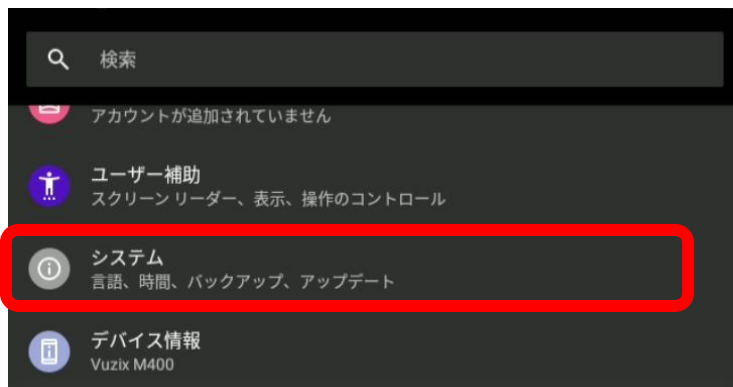 検索
アカウントが追加されていません
ユーザー補助
スクリーン リーダー、表示、操作のコントロール
システム
言語、時間、バックアップ、アップデート
デバイス情報
Vuzix M400